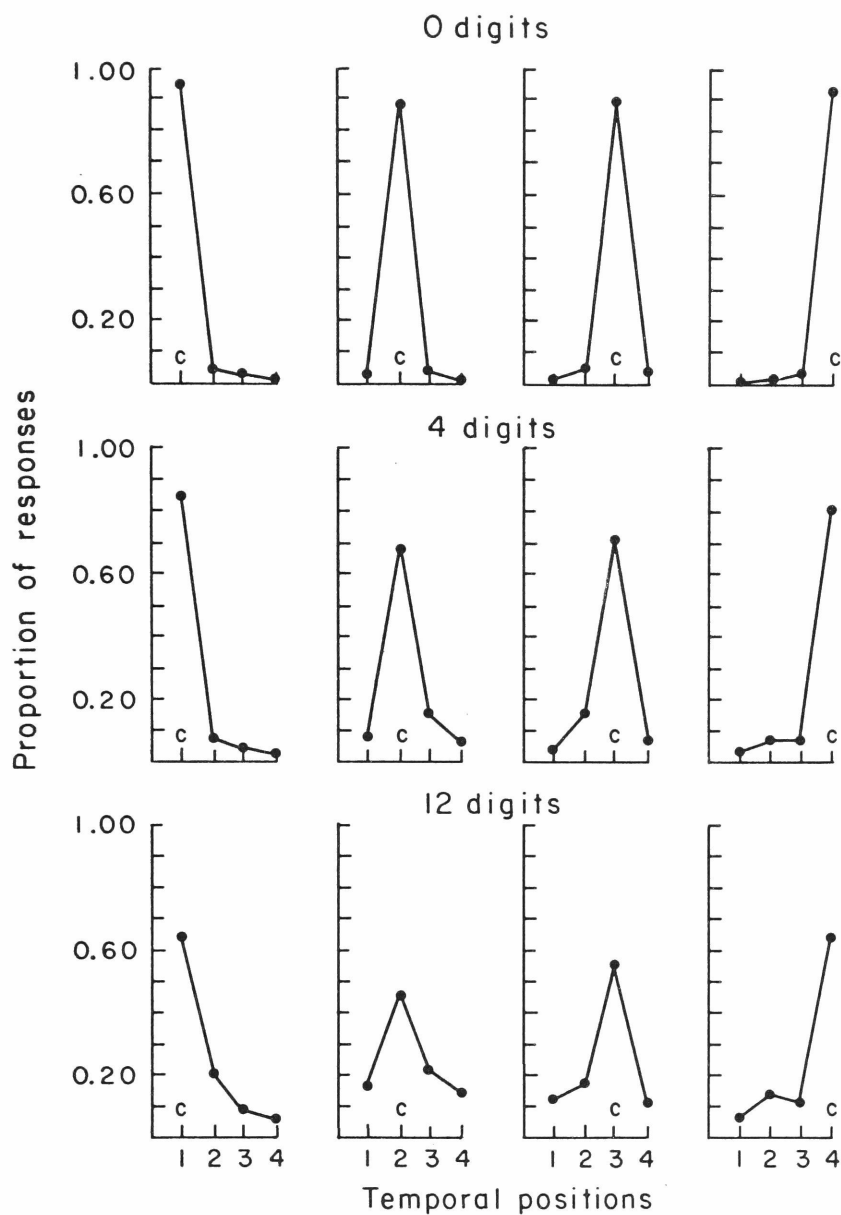 0 digits
1.00
0.60
0.20
C C C C
4 digits
1.00
0.60
0.20
C C C C
12 digits
1.00
0.60
0.20
C C C C
1 2 3 4 1 2 3 4 1 2 3 4 1 2 3 4
Temporal positions
Proportion of responses